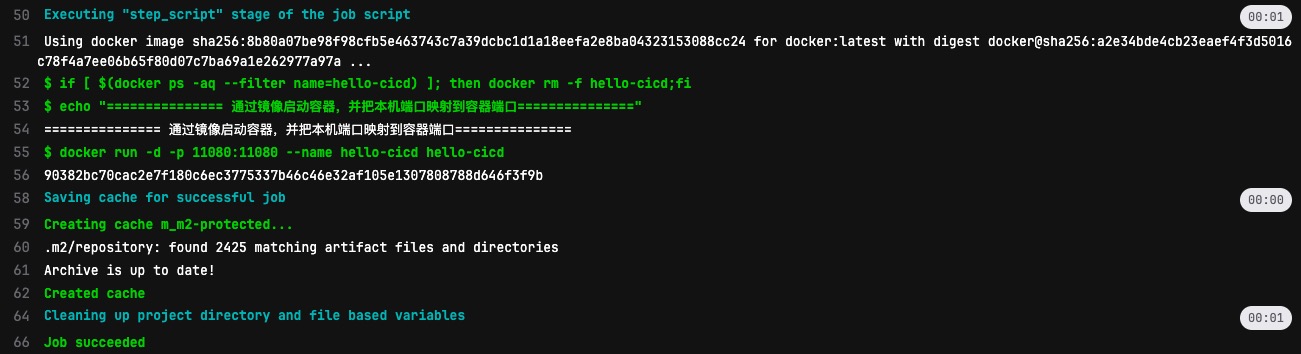 50 Executing "step_script" stage of the job script 00:01
51 Using docker image sha256:8b80a07be98f98cfb5e463743c7a39dcbc1d1a18eefa2e8ba04323153088cc24 for docker:latest with digest docker@sha256:a2e34bde4cb23eaef4f3d5016
c78f4a7ee06b65f80d07c7ba69a1e262977a97a ...
52 $ if [ $(docker ps -aq --filter name=hello-cicd) ]; then docker rm -f hello-cicd;fi
53 $ echo "=============== 通过镜像启动容器，并把本机端口映射到容器端口==============="
54 =============== 通过镜像启动容器，并把本机端口映射到容器端口===============
55 $ docker run -d -p 11080:11080 --name hello-cicd hello-cicd
56 90382bc70cac2e7f180c6ec3775337b46c46e32af105e1307808788d646f3f9b
58 Saving cache for successful job 00:00
59 Creating cache m_m2-protected...
60 .m2/repository: found 2425 matching artifact files and directories
61 Archive is up to date!
62 Created cache
64 Cleaning up project directory and file based variables 00:01
66 Job succeeded